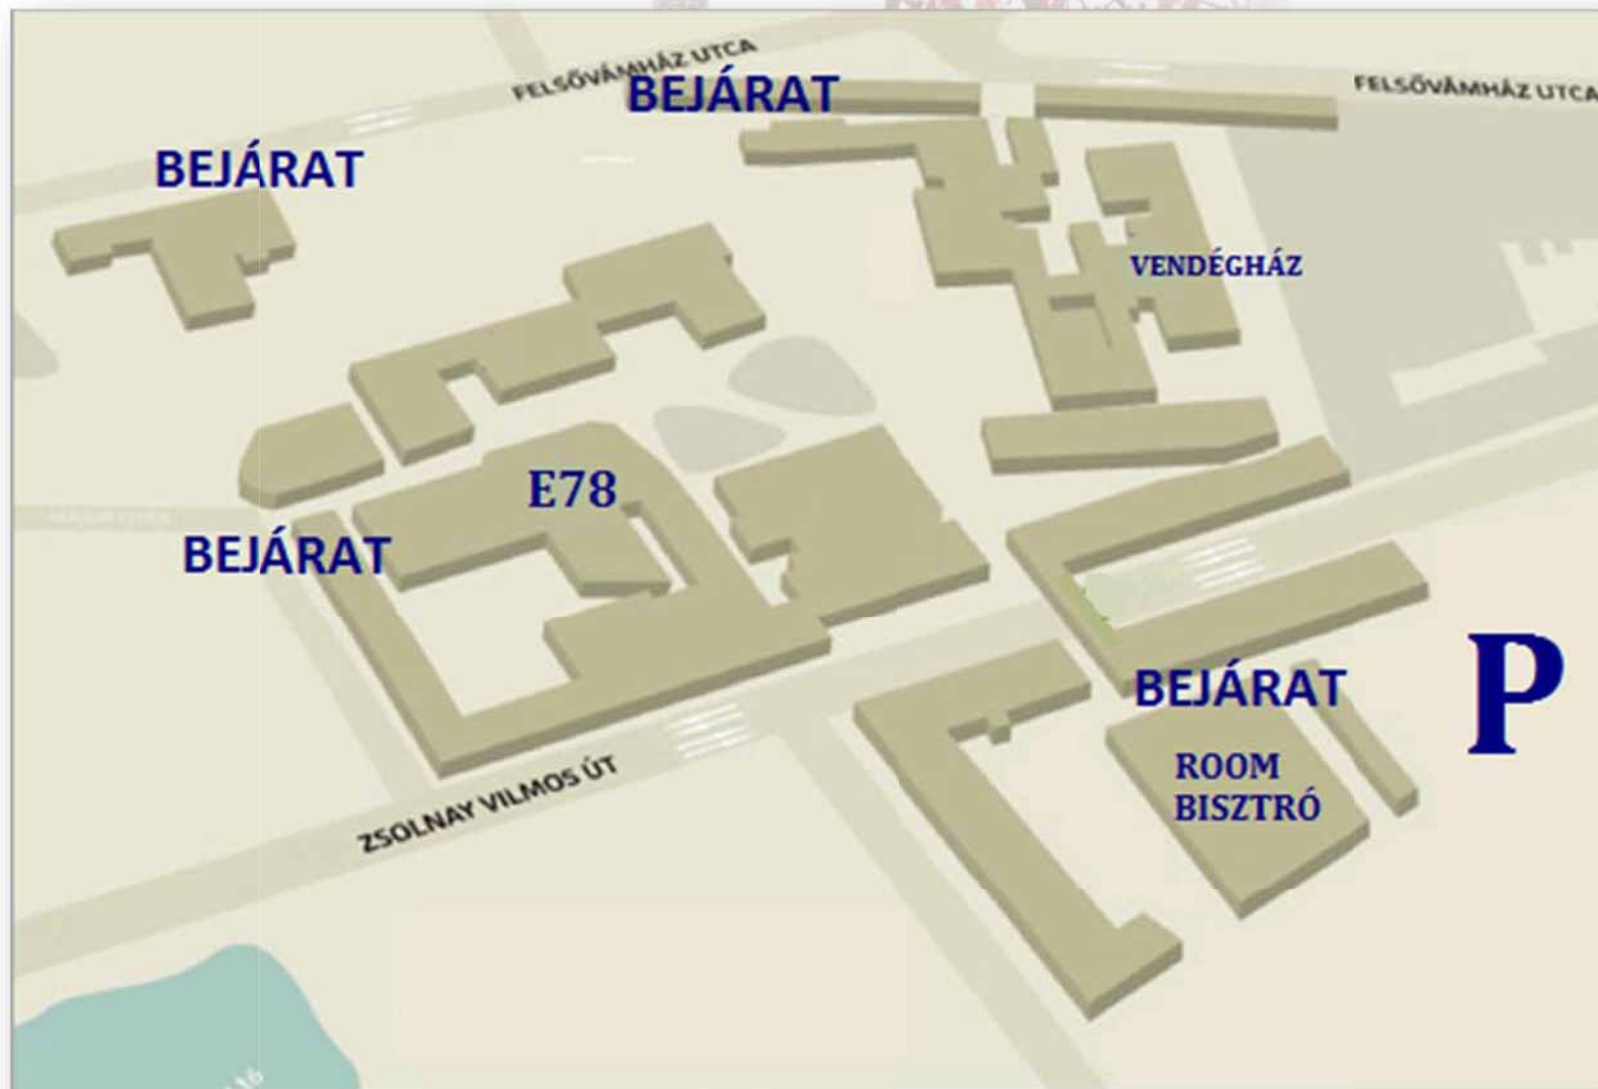 FELSŐVÁMHÁZ UTCA
BEJÁRAT
FELSŐVÁMHÁZ UTCA
BEJÁRAT
VENDÉGHÁZ
E78
BEJÁRAT
P
BEJÁRAT
ROOM
BISZTRÓ
ZSOLNAY VILMOS ÚT